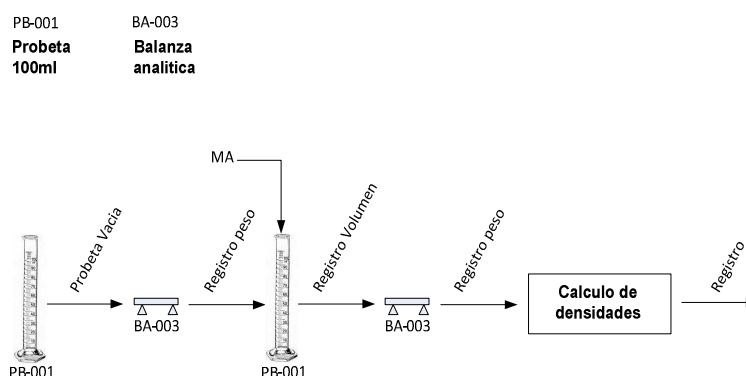 PB-001
BA-003
Probeta
100ml
Balanza
analitica
MA
Probeta Vacia
Registro peso
Registro Volumen
Registro peso
Registro
BA-003
BA-003
Calculo de
densidades
PB-001
PB-001